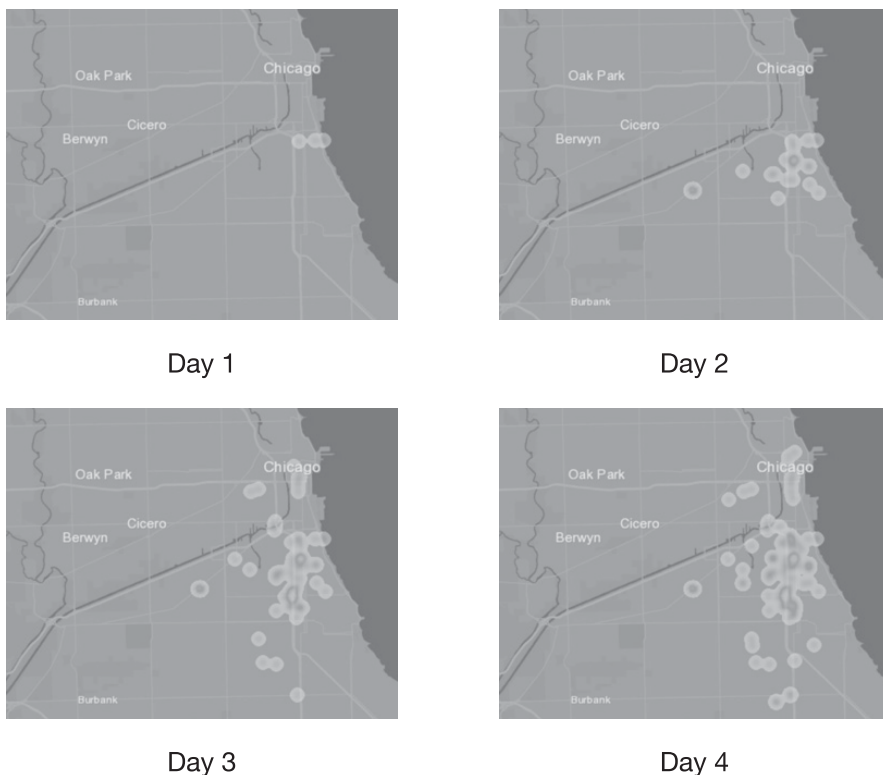 Chicago
Oak Park
Cicero
Berwyn
Burbank
Day 1
Chicago
Oak Park
Cicero
Berwyn
Burbank
Day 2
Chicago
Oak Park
Cicero
Berwyn
Burbank
Day 3
Chicago
Oak Park
Cicero
Berwyn
Burbank
Day 4